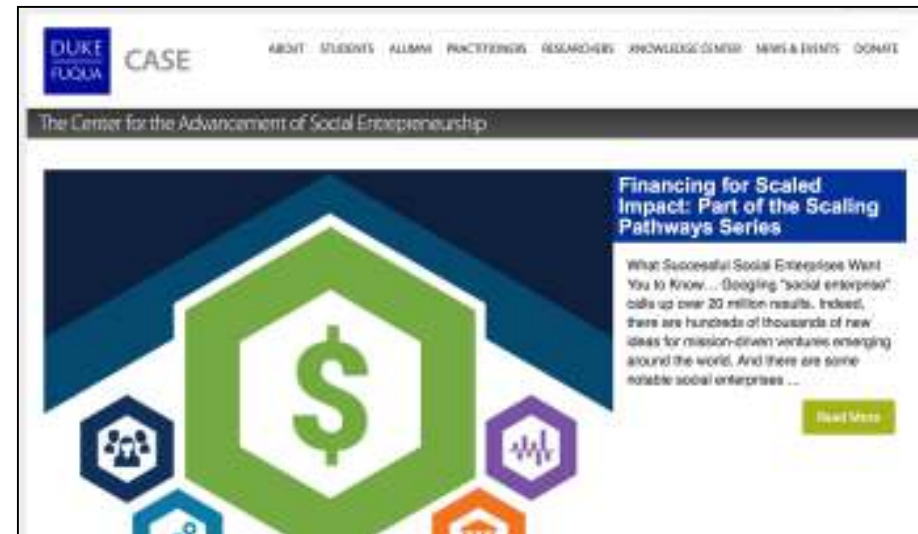 DUKE
FUQUA
CASE
ABOUT STUDENTS ALUMNI PRACTITIONERS RESEARCHERS KNOWLEDGE CENTER NEWS & EVENTS DONATE
The Center for the Advancement of Social Entrepreneurship
Financing for Scaled
Impact: Part of the Scaling
Pathways Series
What Successful Social Enterprises Want
You to Know... Googling "social enterprise"
calls up over 20 million results. Indeed,
there are hundreds of thousands of new
ideas for mission-driven ventures emerging
around the world. And there are some
notable social enterprises ...
$
Read More